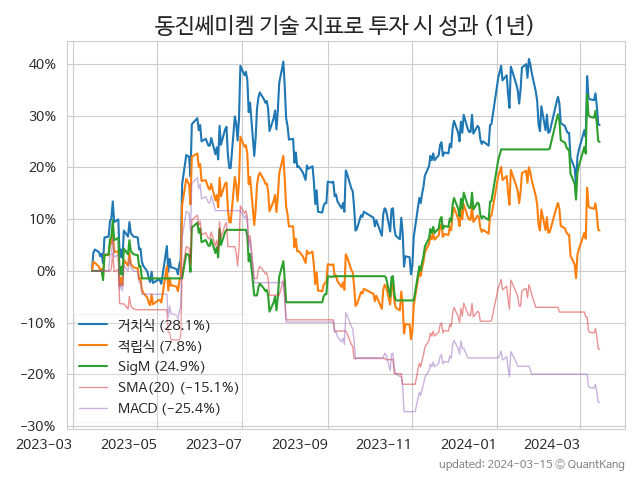 동진쎄미켐 기술 지표로 투자 시 성과 (1년)
40%
30%
20%
10%
0%
−10%
−20%
−30%
거치식 (28.1%)
적립식 (7.8%)
SigM (24.9%)
SMA(20) (−15.1%)
MACD (−25.4%)
2023-03 2023-05 2023-07 2023-09 2023-11 2024-01 2024-03
updated: 2024-03-15 ⓒ QuantKang